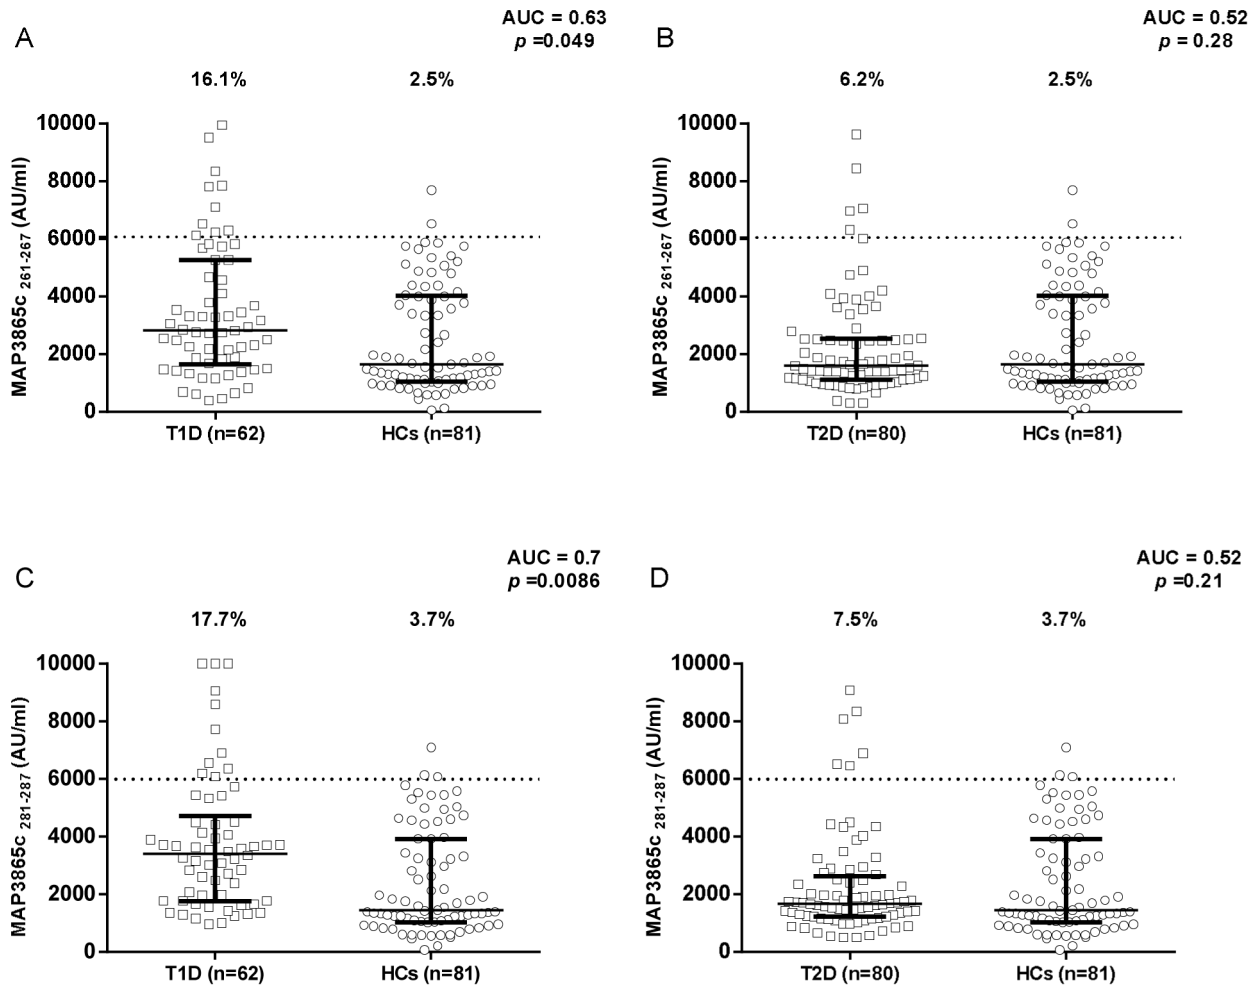 A
AUC = 0.63
p =0.049
16.1%
2.5%
MAP3865c 261-267 (AU/ml)
10000
8000
6000
4000
2000
0
T1D (n=62)
HCs (n=81)
B
AUC = 0.52
p = 0.28
6.2%
2.5%
MAP3865c 261-267 (AU/ml)
10000
8000
6000
4000
2000
0
T2D (n=80)
HCs (n=81)
C
AUC = 0.7
p =0.0086
17.7%
3.7%
MAP3865c 281-287 (AU/ml)
10000
8000
6000
4000
2000
0
T1D (n=62)
HCs (n=81)
D
AUC = 0.52
p =0.21
7.5%
3.7%
MAP3865c 281-287 (AU/ml)
10000
8000
6000
4000
2000
0
T2D (n=80)
HCs (n=81)